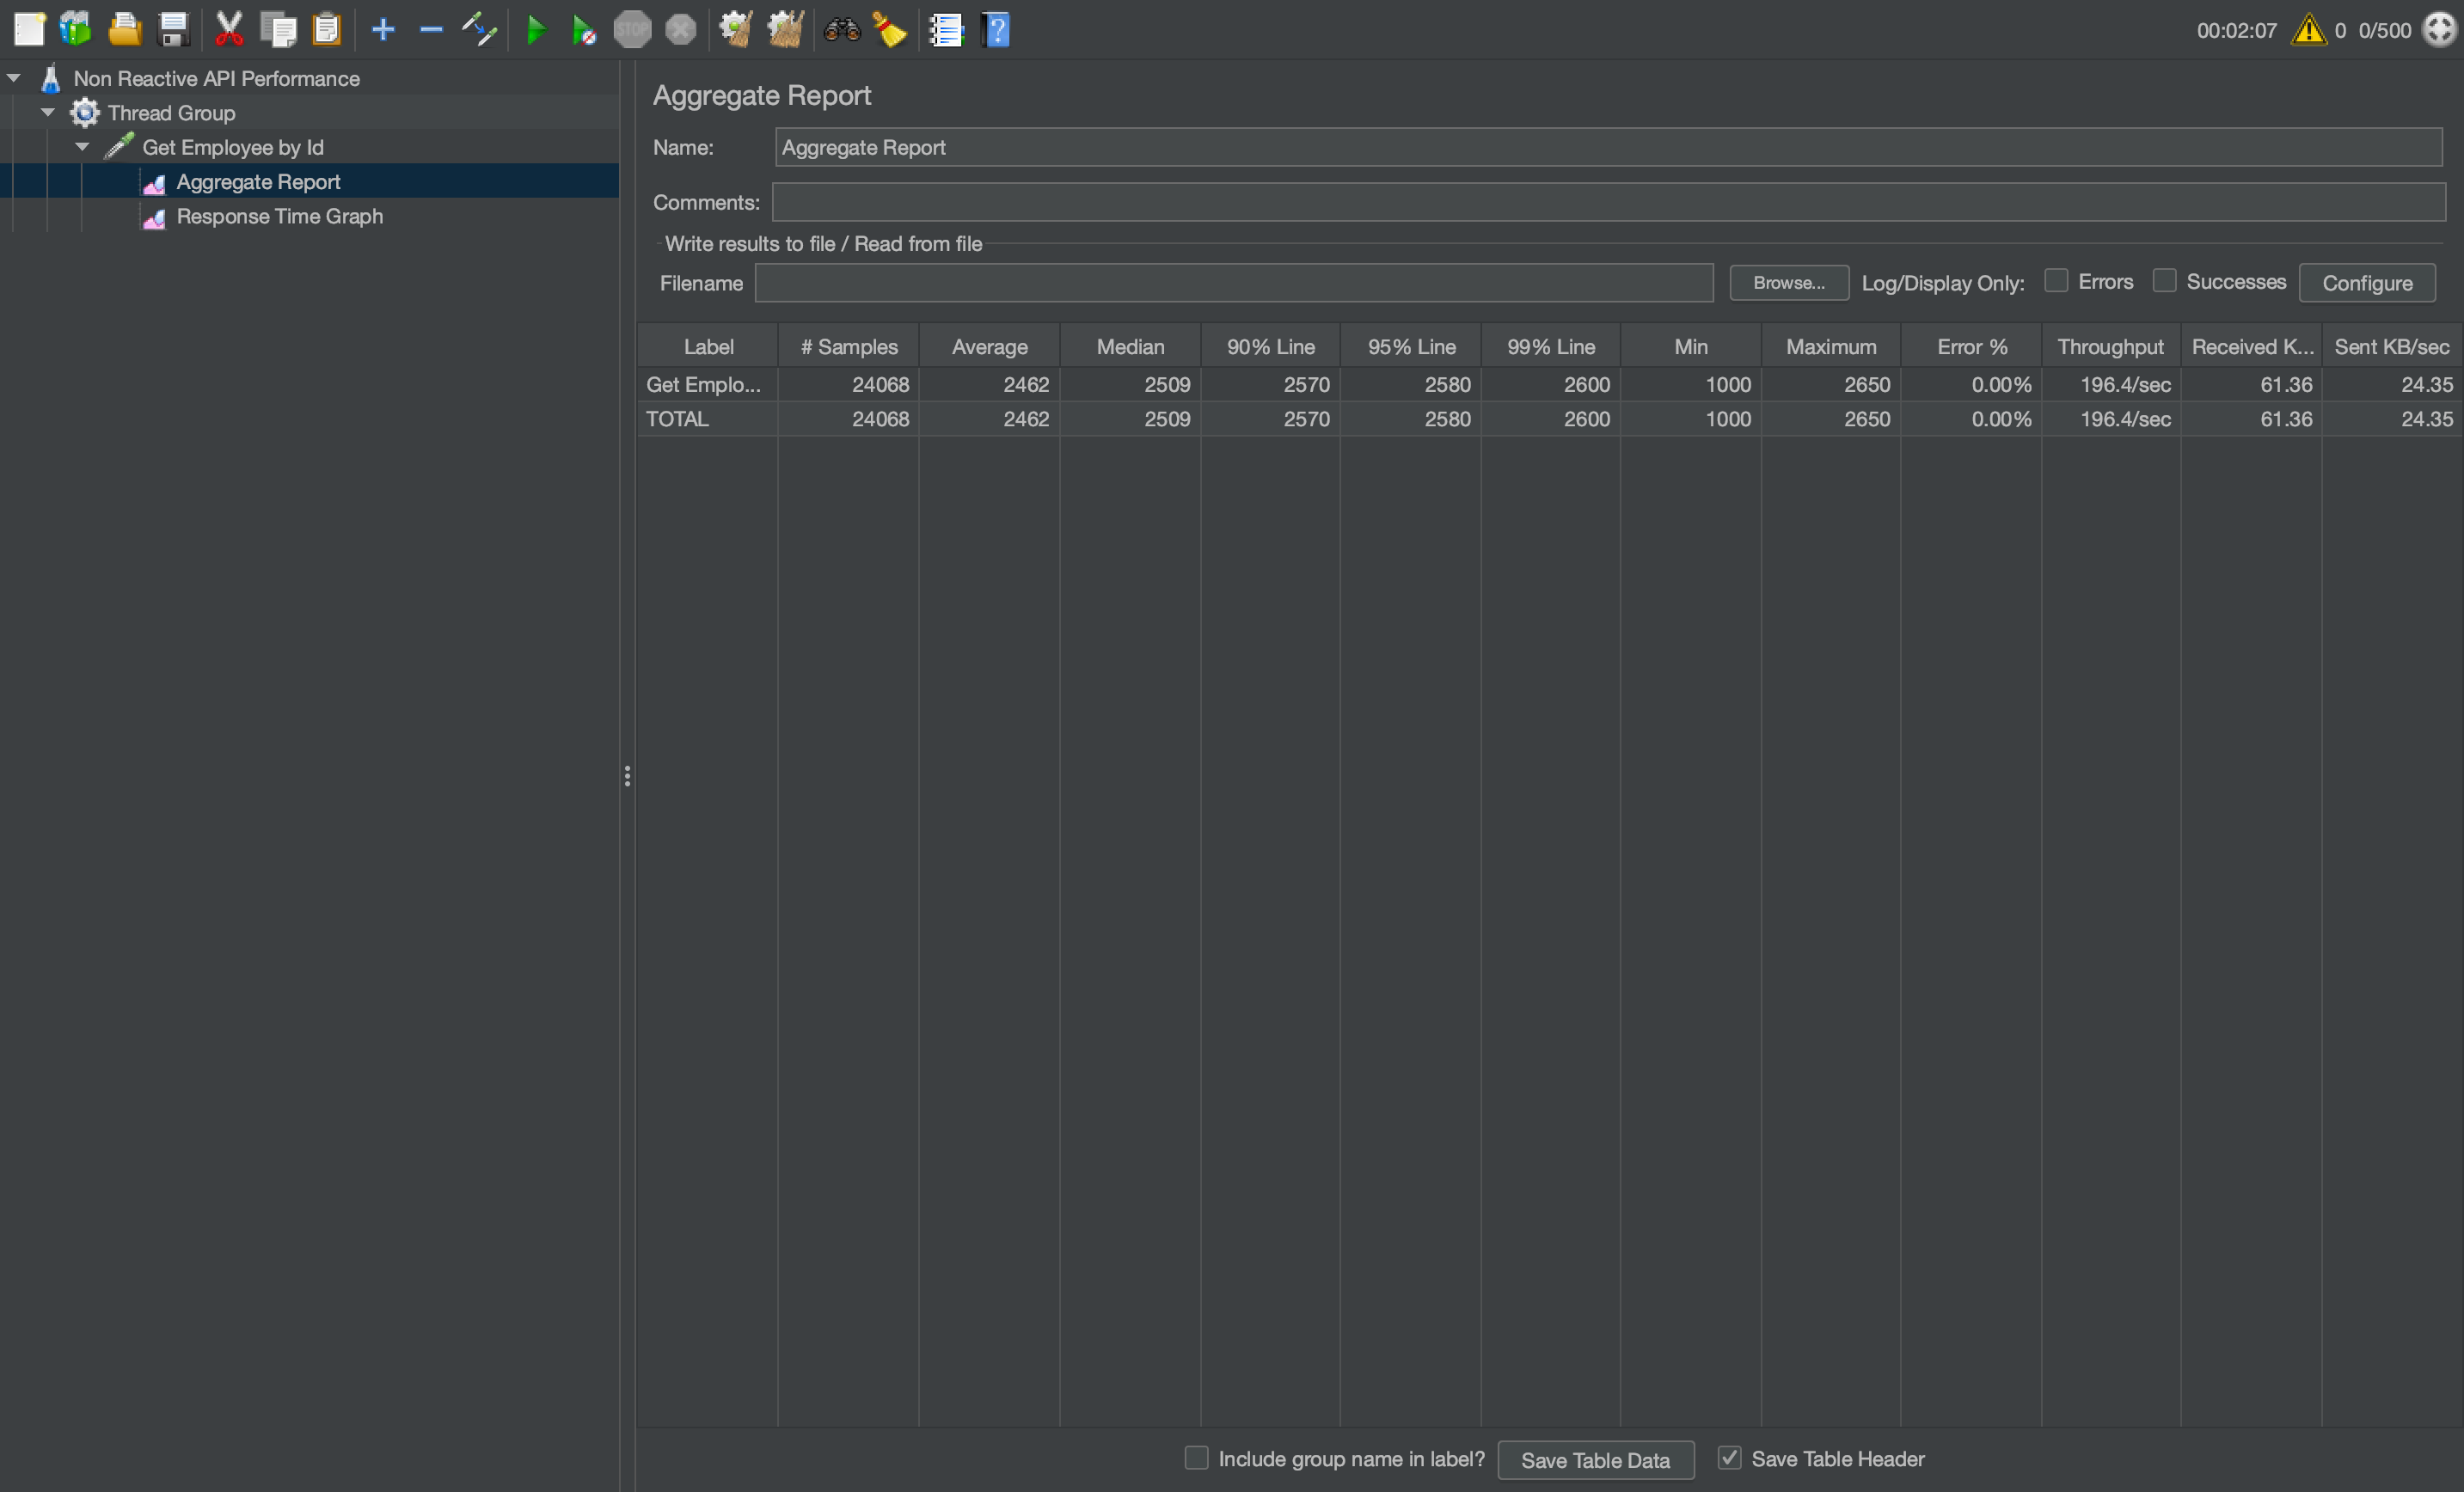 00:02:07 0 0/500
Non Reactive API Performance
Thread Group
Get Employee by Id
Aggregate Report
Response Time Graph
Aggregate Report
Name: Aggregate Report
Comments:
Write results to file / Read from file
Filename Browse... Log/Display Only: Errors Successes Configure
Label # Samples Average Median 90% Line 95% Line 99% Line Min Maximum Error % Throughput Received K... Sent KB/sec
Get Emplo... 24068 2462 2509 2570 2580 2600 1000 2650 0.00% 196.4/sec 61.36 24.35
TOTAL 24068 2462 2509 2570 2580 2600 1000 2650 0.00% 196.4/sec 61.36 24.35
Include group name in label? Save Table Data Save Table Header
STOP
?